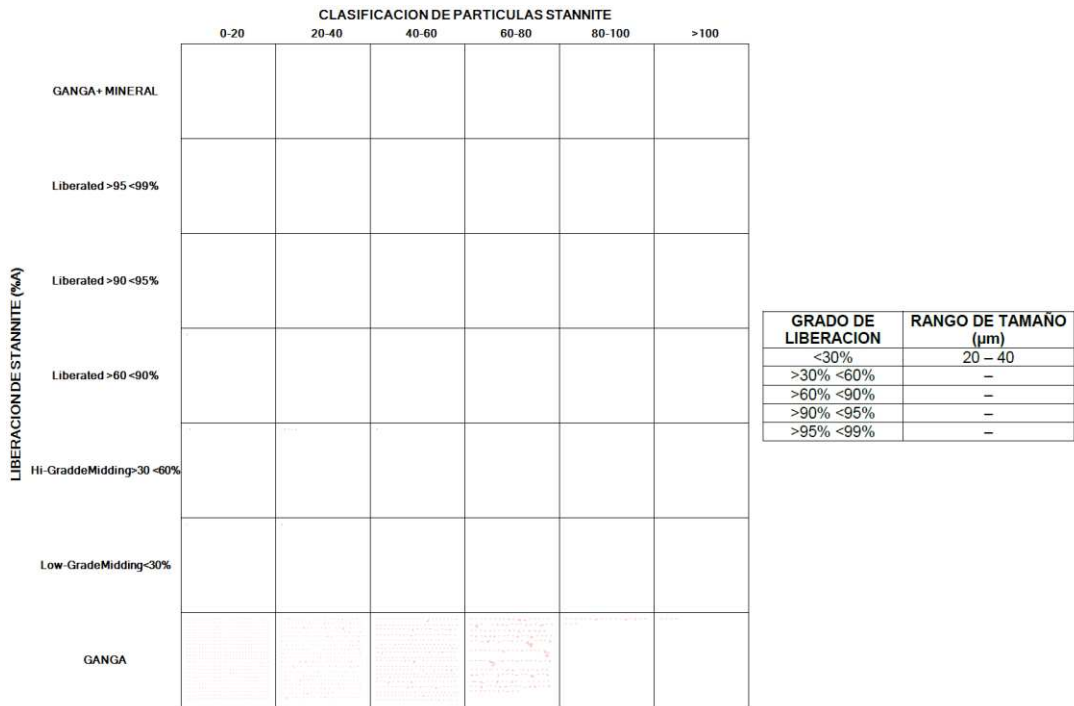 CLASIFICACION DE PARTICULAS STANNITE
0-20 20-40 40-60 60-80 80-100 >100
LIBERACION DE STANNITE (%A)
GANGA+ MINERAL
Liberated >95 <99%
Liberated >90 <95%
Liberated >60 <90%
Hi-GraddeMidding>30 <60%
Low-GradeMidding<30%
GANGA
GRADO DE LIBERACION RANGO DE TAMAÑO (µm)
<30% 20 – 40
>30% <60% –
>60% <90% –
>90% <95% –
>95% <99% –